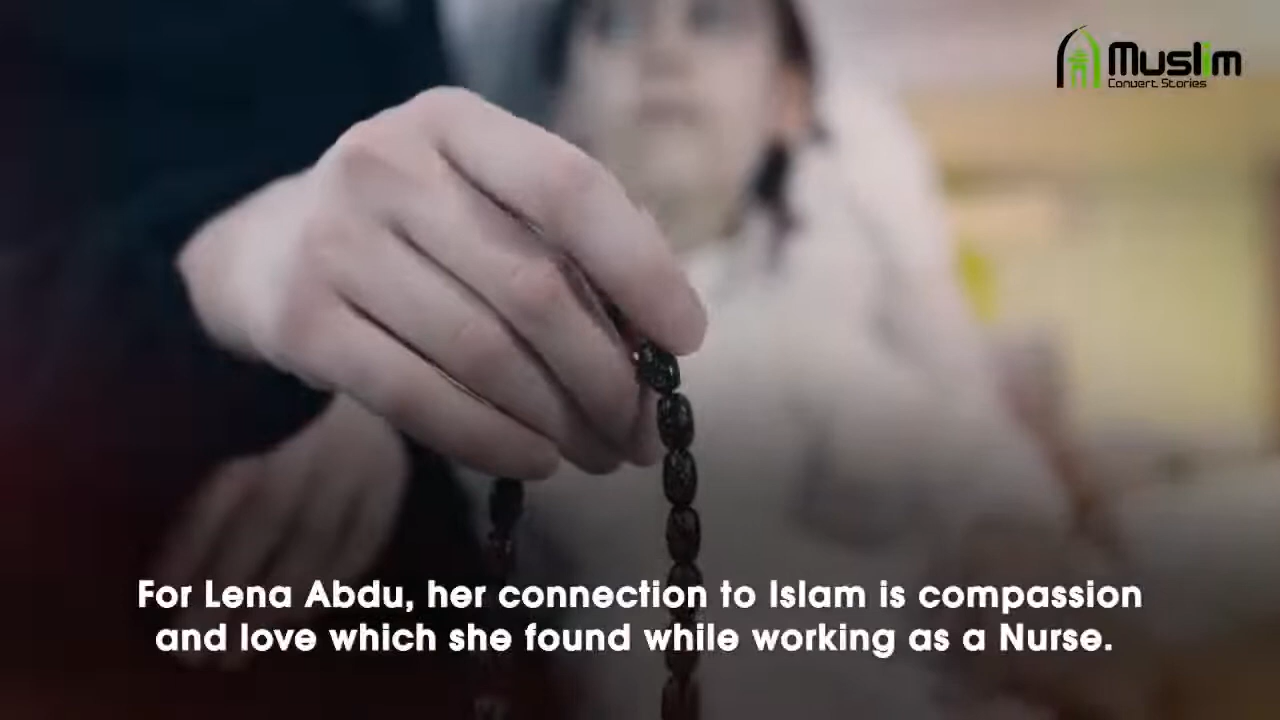 Muslim
Convert Stories
For Lena Abdu, her connection to Islam is compassion
and love which she found while working as a Nurse.